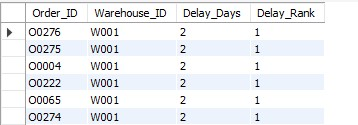 Order_ID Warehouse_ID Delay_Days Delay_Rank
O0276 W001 2 1
O0275 W001 2 1
O0004 W001 2 1
O0222 W001 2 1
O0065 W001 2 1
O0274 W001 2 1